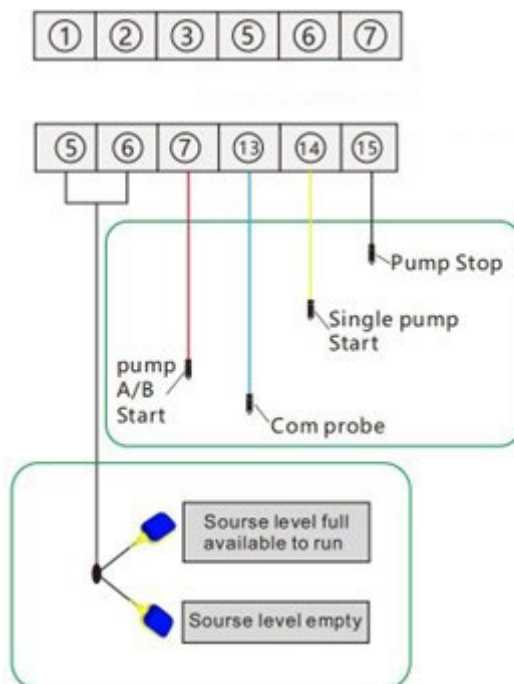 ① ② ③ ⑤ ⑥ ⑦
⑤ ⑥ ⑦ ⑬ ⑭ ⑮
Pump Stop
Single pump
Start
pump
A/B
Start
Com probe
Sourse level full
available to run
Sourse level empty